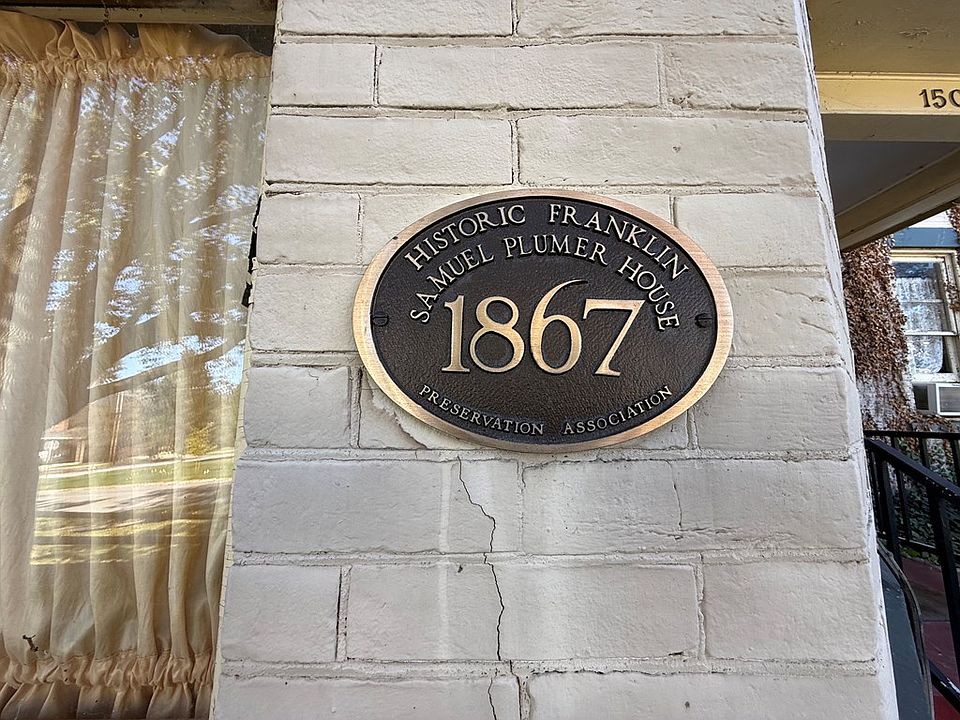 HISTORIC FRANKLIN
SAMUEL PLUMER HOUSE
1867
PRESERVATION ASSOCIATION
150